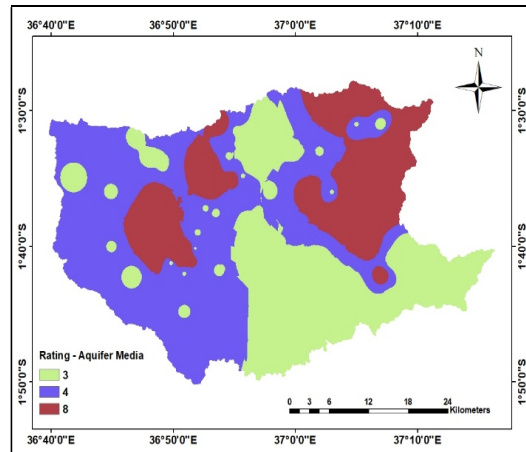 36°40'0"E 36°50'0"E 37°0'0"E 37°10'0"E
N
1°30'0"S 1°30'0"S
1°40'0"S 1°40'0"S
1°50'0"S 1°50'0"S
Rating - Aquifer Media
3
4
8
0 3 6 12 18 24
Kilometers
36°40'0"E 36°50'0"E 37°0'0"E 37°10'0"E